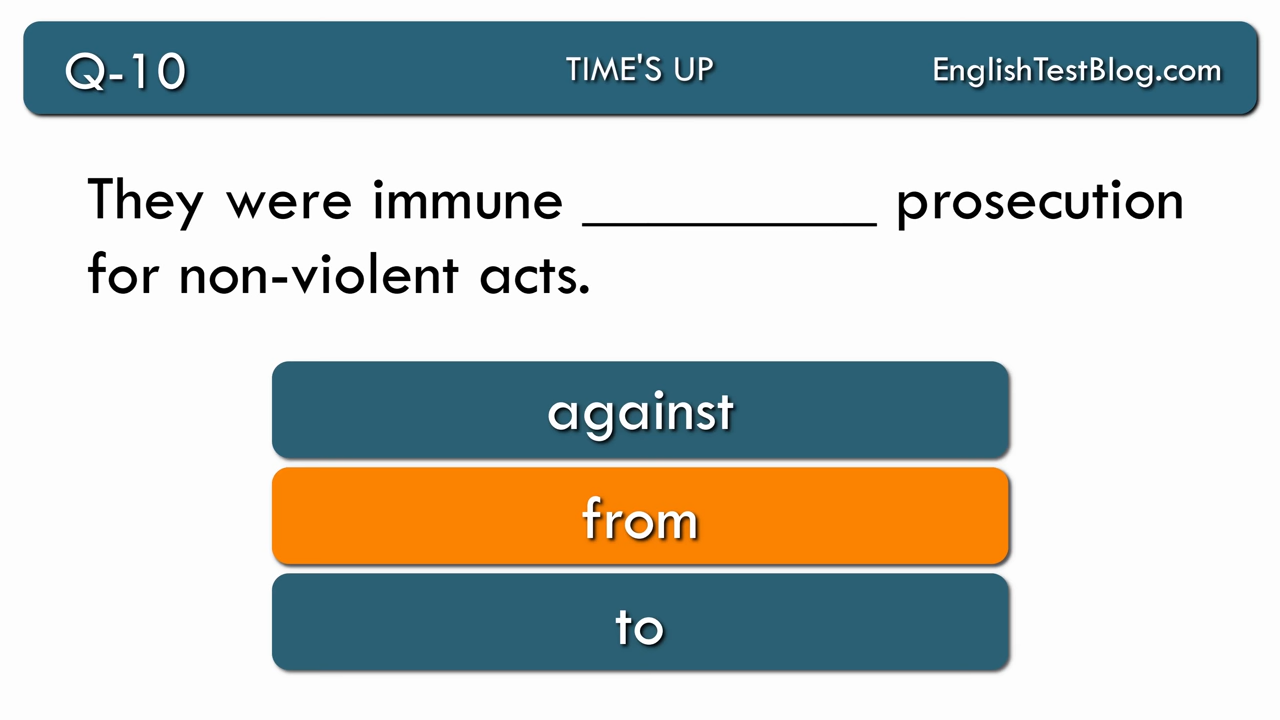 Q-10
TIME'S UP
EnglishTestBlog.com
They were immune __________ prosecution
for non-violent acts.
against
from
to